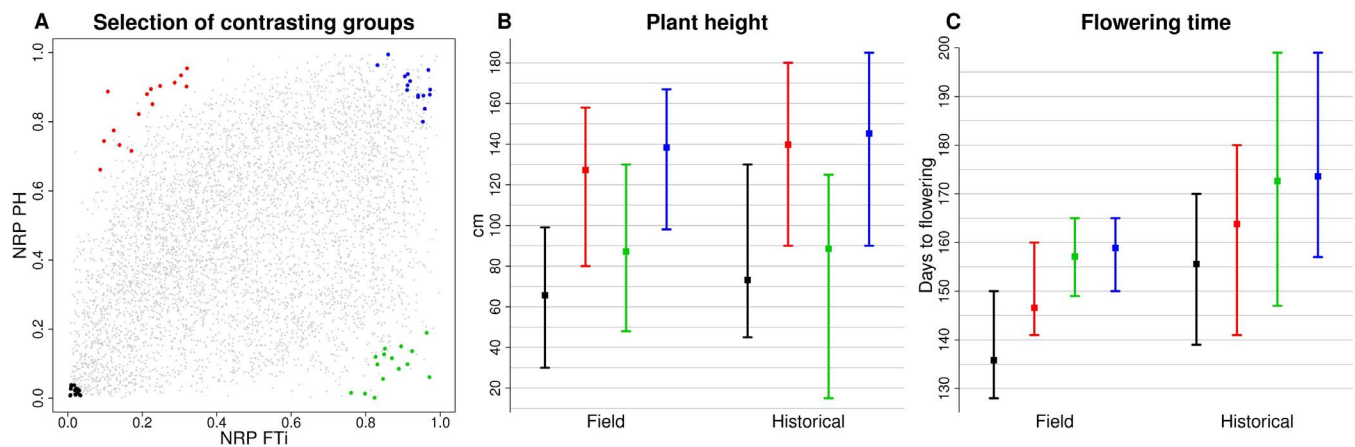 A Selection of contrasting groups
NRP PH
1.0
0.8
0.6
0.4
0.2
0.0
0.0 0.2 0.4 0.6 0.8 1.0
NRP FTi
B Plant height
cm
180
160
140
120
100
80
60
40
20
Field Historical
C Flowering time
Days to flowering
200
190
180
170
160
150
140
130
Field Historical